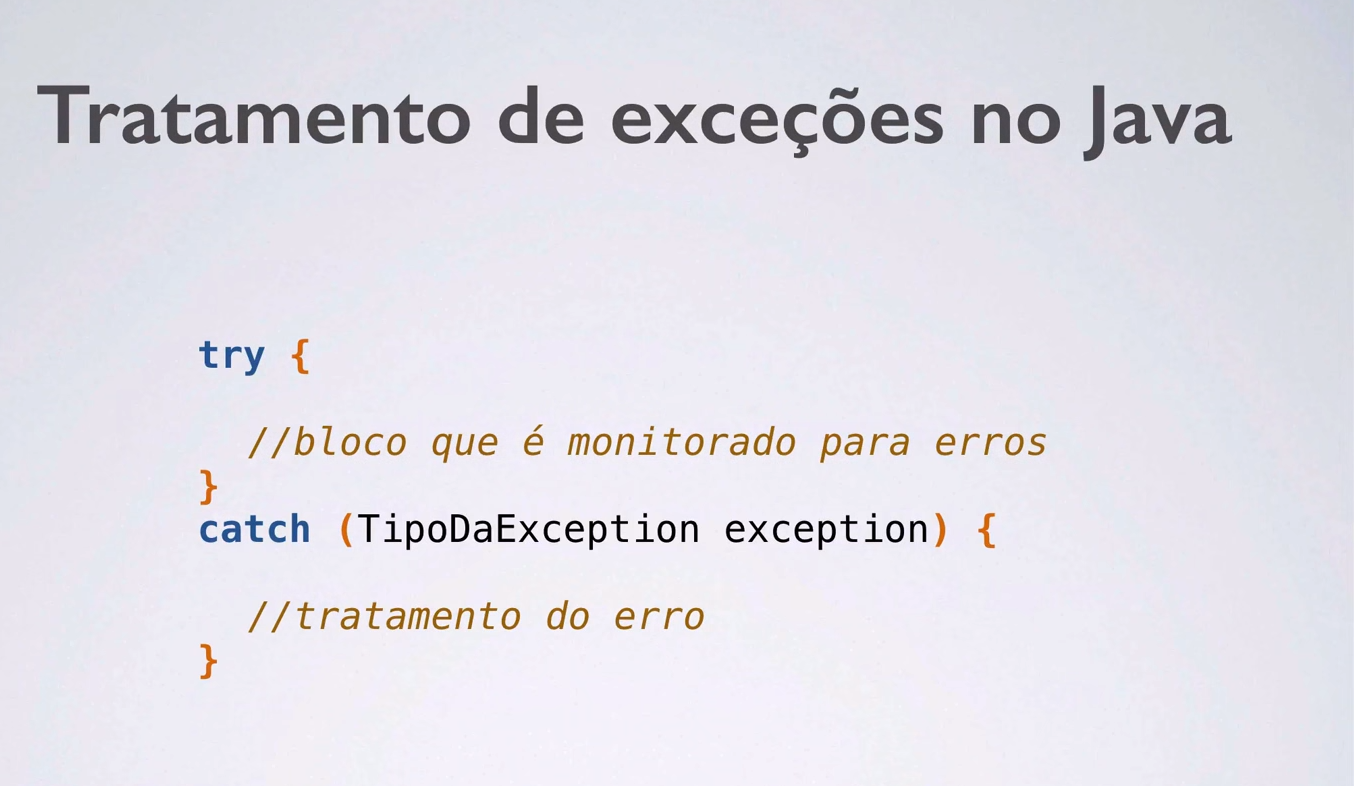 Tratamento de exceções no Java
try {
//bloco que é monitorado para erros
}
catch (TipoDaException exception) {
//tratamento do erro
}